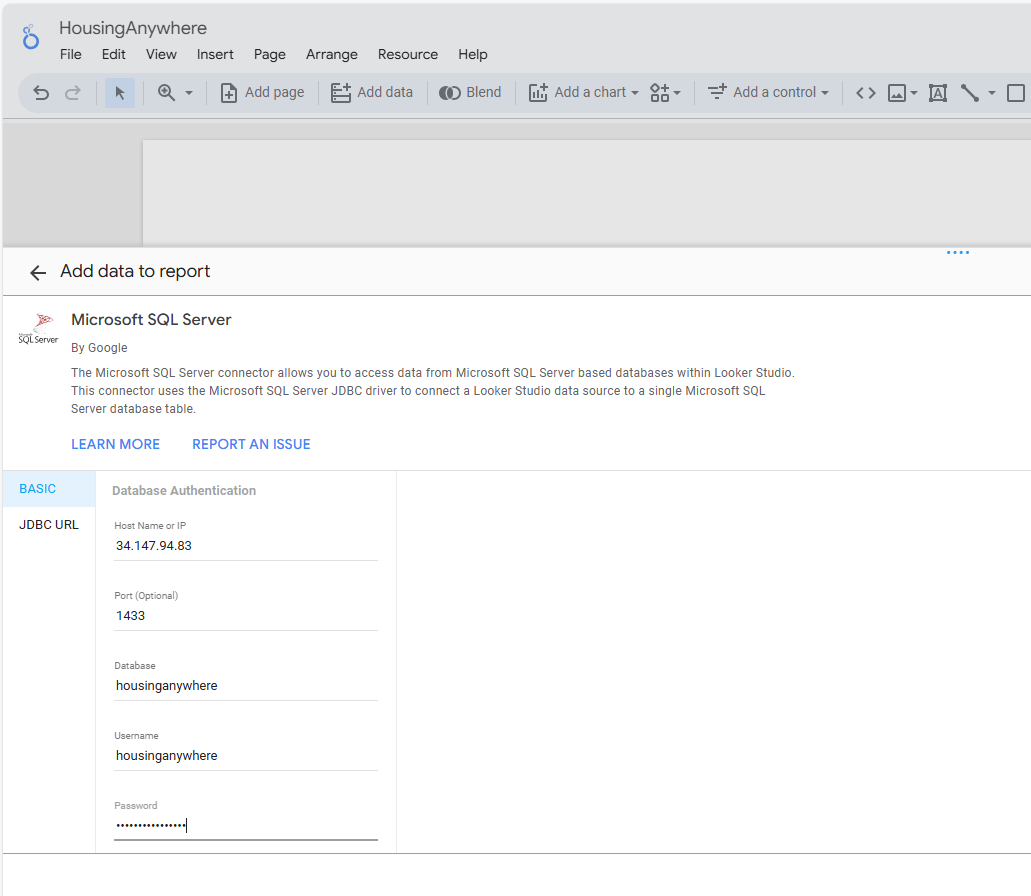 HousingAnywhere
File Edit View Insert Page Arrange Resource Help
Add page Add data Blend Add a chart Add a control
A
Add data to report
Microsoft SQL Server
Microsoft
SQL Server
By Google
The Microsoft SQL Server connector allows you to access data from Microsoft SQL Server based databases within Looker Studio.
This connector uses the Microsoft SQL Server JDBC driver to connect a Looker Studio data source to a single Microsoft SQL
Server database table.
LEARN MORE REPORT AN ISSUE
BASIC
JDBC URL
Database Authentication
Host Name or IP
34.147.94.83
Port (Optional)
1433
Database
housinganywhere
Username
housinganywhere
Password
••••••••••••••••